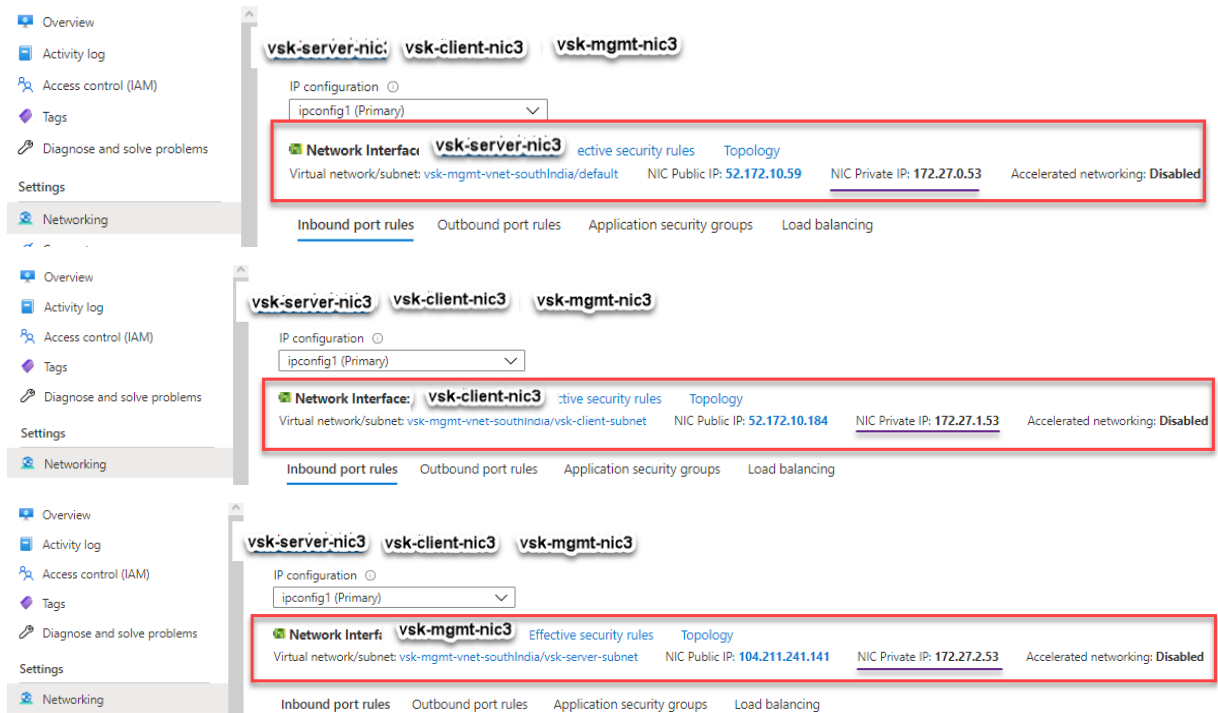 Overview
Activity log
Access control (IAM)
Tags
Diagnose and solve problems
Settings
Networking
vsk-server-nic: vsk-client-nic3 vsk-mgmt-nic3
IP configuration
ipconfig1 (Primary)
Network Interface vsk-server-nic3 ective security rules Topology
Virtual network/subnet: vsk-mgmt-vnet-southIndia/default NIC Public IP: 52.172.10.59 NIC Private IP: 172.27.0.53 Accelerated networking: Disabled
Inbound port rules Outbound port rules Application security groups Load balancing
Overview
Activity log
Access control (IAM)
Tags
Diagnose and solve problems
Settings
Networking
vsk-server-nic3 vsk-client-nic3 vsk-mgmt-nic3
IP configuration
ipconfig1 (Primary)
Network Interface: vsk-client-nic3 tive security rules Topology
Virtual network/subnet: vsk-mgmt-vnet-southIndia/vsk-client-subnet NIC Public IP: 52.172.10.184 NIC Private IP: 172.27.1.53 Accelerated networking: Disabled
Inbound port rules Outbound port rules Application security groups Load balancing
Overview
Activity log
Access control (IAM)
Tags
Diagnose and solve problems
Settings
Networking
vsk-server-nic3 vsk-client-nic3 vsk-mgmt-nic3
IP configuration
ipconfig1 (Primary)
Network Interf: vsk-mgmt-nic3 Effective security rules Topology
Virtual network/subnet: vsk-mgmt-vnet-southIndia/vsk-server-subnet NIC Public IP: 104.211.241.141 NIC Private IP: 172.27.2.53 Accelerated networking: Disabled
Inbound port rules Outbound port rules Application security groups Load balancing